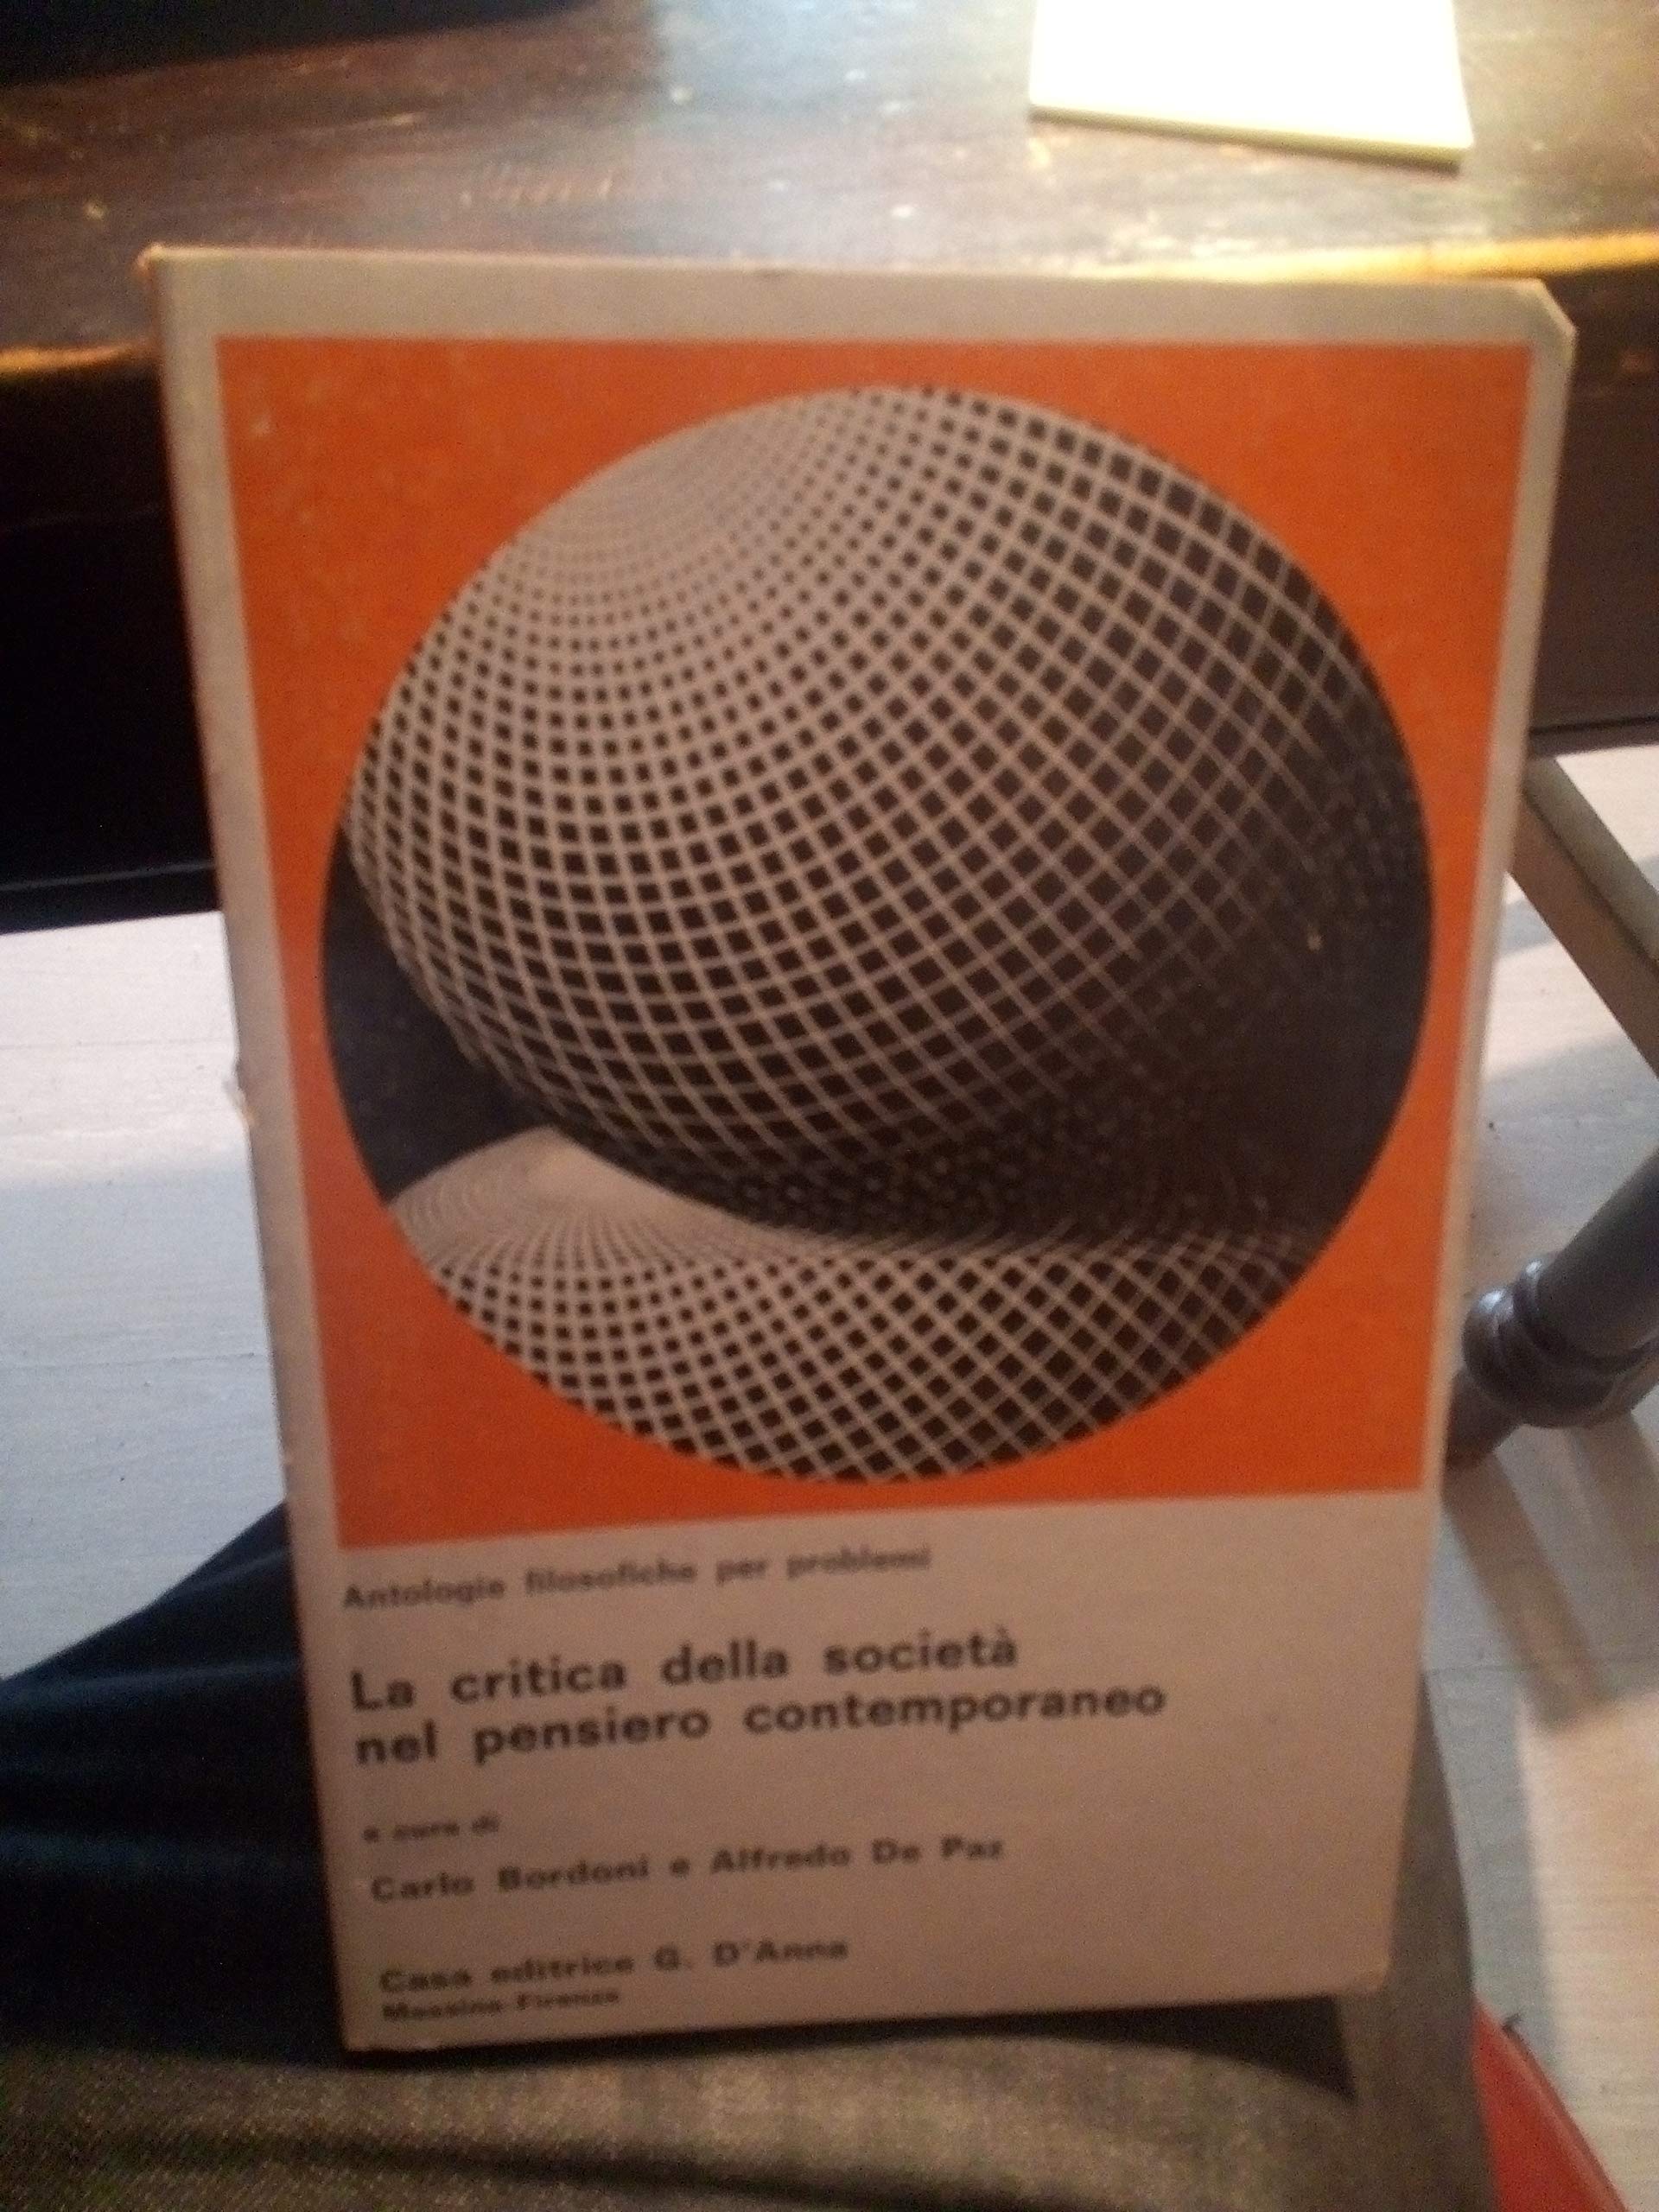 Antologie filosofiche per problemi
La critica della società
nel pensiero contemporaneo
a cura di
Carlo Bordoni e Alfredo De Paz
Casa editrice G. D'Anna
Messina-Firenze